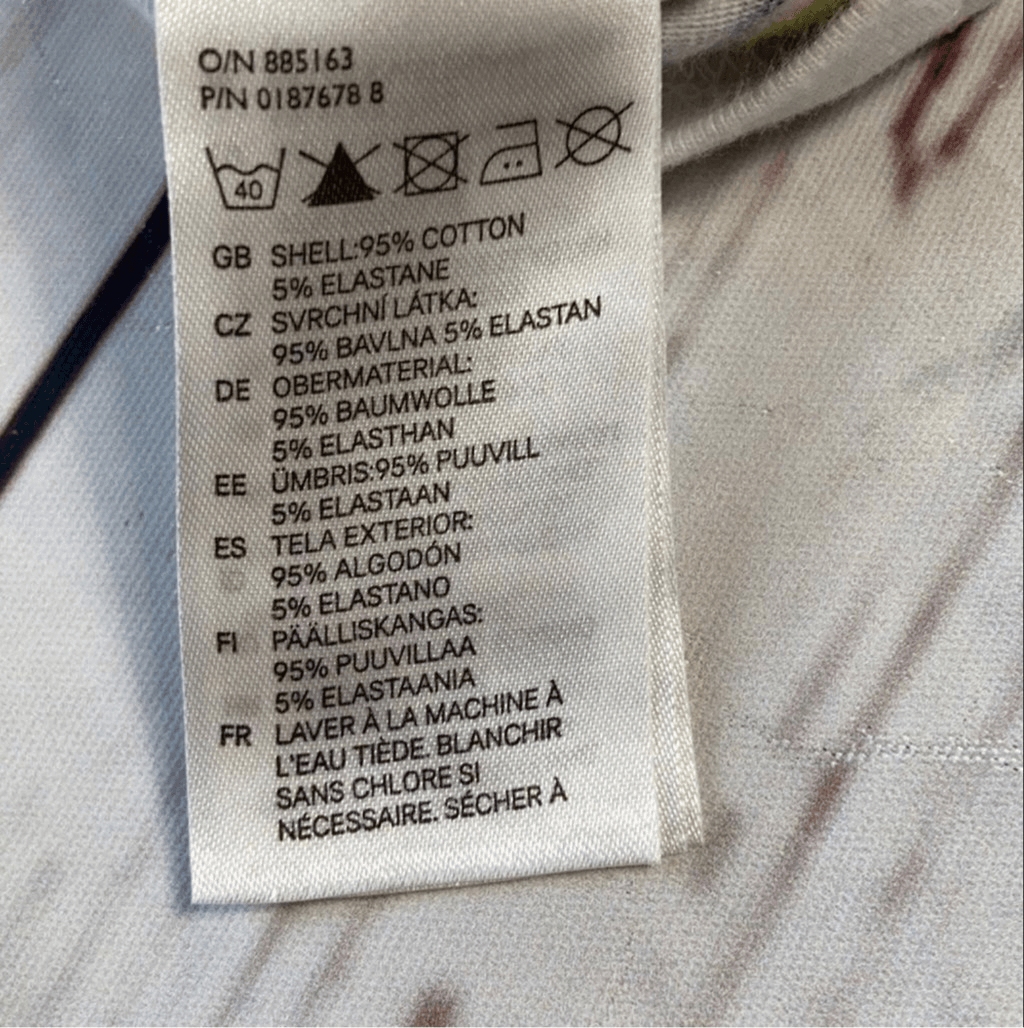 O/N 885163
P/N 0187678 8
40
GB SHELL:95% COTTON
5% ELASTANE
CZ SVRCHNÍ LÁTKA:
95% BAVLNA 5% ELASTAN
DE OBERMATERIAL:
95% BAUMWOLLE
5% ELASTHAN
EE ÜMBRIS:95% PUUVILL
5% ELASTAAN
ES TELA EXTERIOR:
95% ALGODÓN
5% ELASTANO
FI PÄÄLLISKANGAS:
95% PUUVILLAA
5% ELASTAANIA
FR LAVER À LA MACHINE À
L'EAU TIÈDE. BLANCHIR
SANS CHLORE SI
NÉCESSAIRE. SÉCHER À